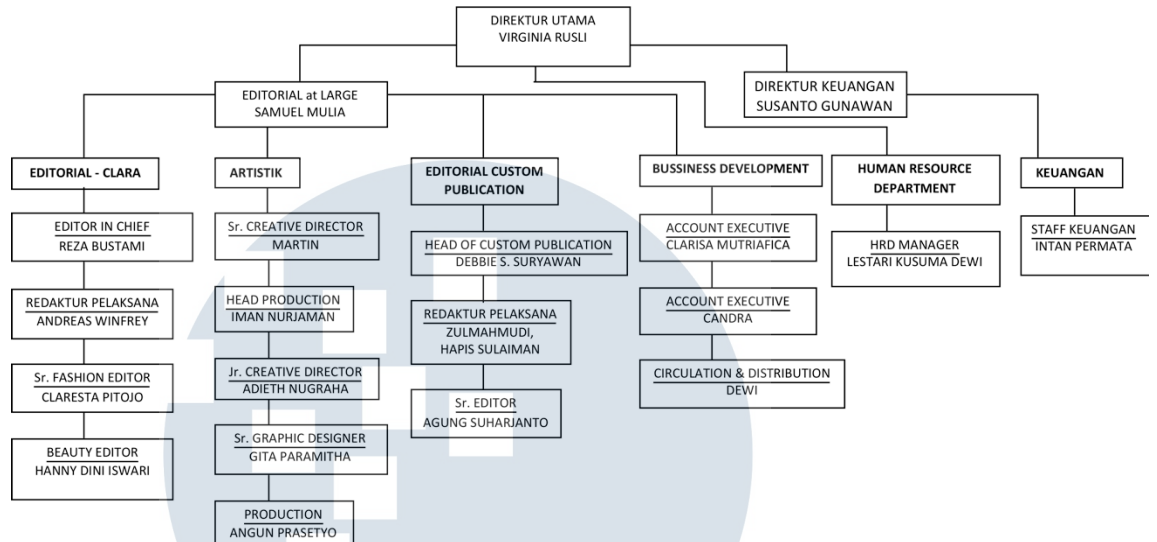 DIREKTUR UTAMA
VIRGINIA RUSLI
DIREKTUR KEUANGAN
SUSANTO GUNAWAN
EDITORIAL at LARGE
SAMUEL MULIA
EDITORIAL - CLARA
EDITOR IN CHIEF
REZA BUSTAMI
REDAKTUR PELAKSANA
ANDREAS WINFREY
Sr. FASHION EDITOR
CLARESTA PITOJO
BEAUTY EDITOR
HANNY DINI ISWARI
ARTISTIK
Sr. CREATIVE DIRECTOR
MARTIN
HEAD PRODUCTION
IMAN NURJAMAN
Jr. CREATIVE DIRECTOR
ADIETH NUGRAHA
Sr. GRAPHIC DESIGNER
GITA PARAMITHA
PRODUCTION
ANGUN PRASETYO
EDITORIAL CUSTOM
PUBLICATION
HEAD OF CUSTOM PUBLICATION
DEBBIE S. SURYAWAN
REDAKTUR PELAKSANA
ZULMAHMUDI,
HAPIS SULAIMAN
Sr. EDITOR
AGUNG SUHARJANTO
BUSSINESS DEVELOPMENT
ACCOUNT EXECUTIVE
CLARISA MUTRIAFICA
ACCOUNT EXECUTIVE
CANDRA
CIRCULATION & DISTRIBUTION
DEWI
HUMAN RESOURCE
DEPARTMENT
HRD MANAGER
LESTARI KUSUMA DEWI
KEUANGAN
STAFF KEUANGAN
INTAN PERMATA